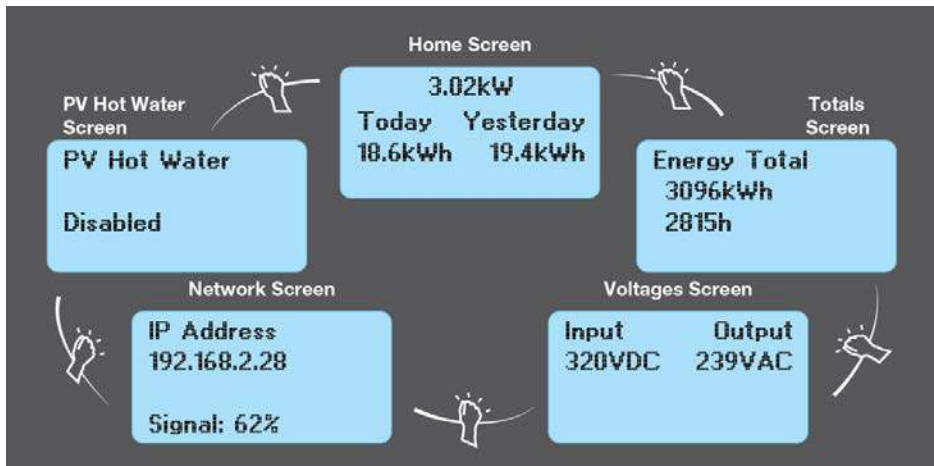 Home Screen
3.02kW
Today Yesterday
18.6kWh 19.4kWh
PV Hot Water
Screen
PV Hot Water
Disabled
Totals
Screen
Energy Total
3096kWh
2815h
Network Screen
IP Address
192.168.2.28
Signal: 62%
Voltages Screen
Input Output
320VDC 239VAC